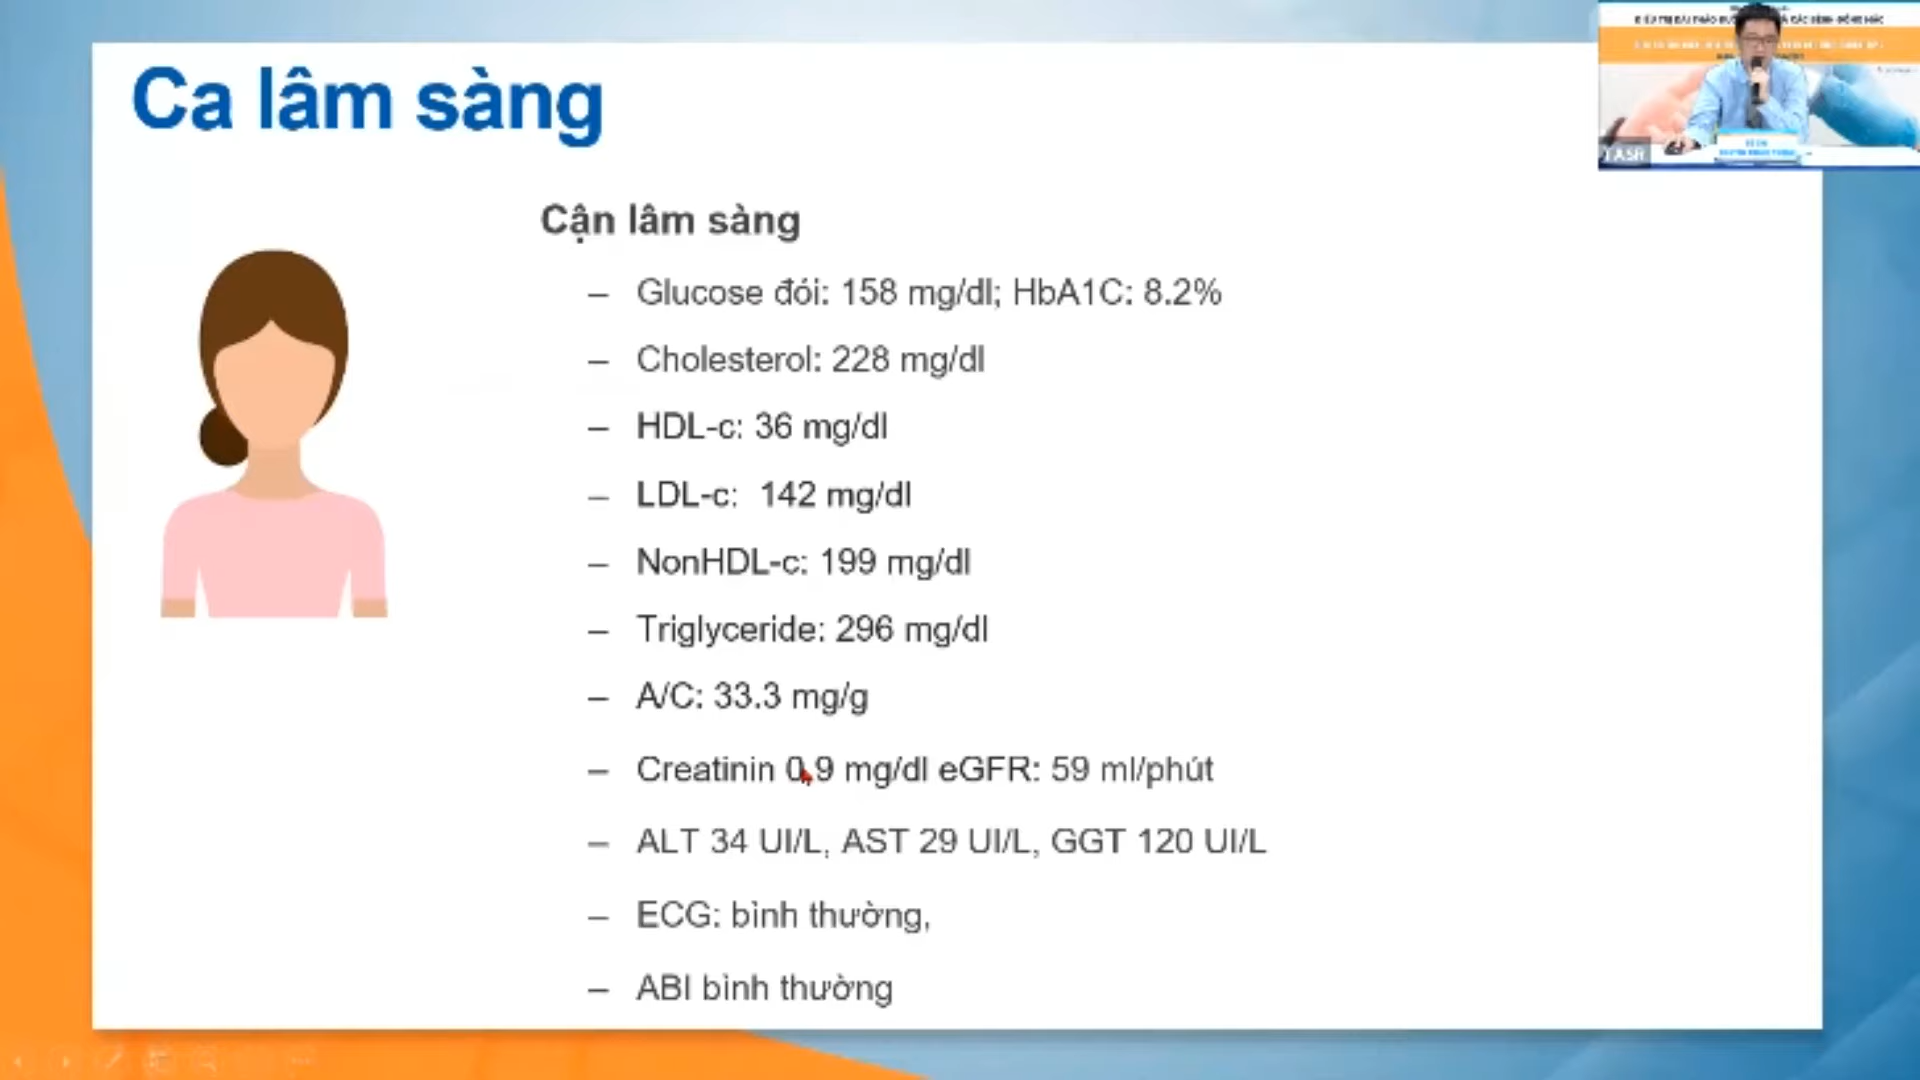 Ca lâm sàng
Cận lâm sàng
– Glucose đói: 158 mg/dl; HbA1C: 8.2%
– Cholesterol: 228 mg/dl
– HDL-c: 36 mg/dl
– LDL-c: 142 mg/dl
– NonHDL-c: 199 mg/dl
– Triglyceride: 296 mg/dl
– A/C: 33.3 mg/g
– Creatinin 0.9 mg/dl eGFR: 59 ml/phút
– ALT 34 UI/L, AST 29 UI/L, GGT 120 UI/L
– ECG: bình thường,
– ABI bình thường